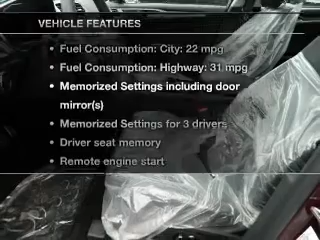 VEHICLE FEATURES
• Fuel Consumption: City: 22 mpg
• Fuel Consumption: Highway: 31 mpg
• Memorized Settings including door
mirror(s)
• Memorized Settings for 3 drivers
• Driver seat memory
• Remote engine start